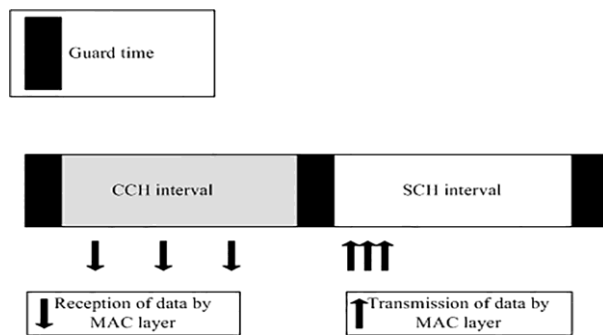 Guard time
CCH interval
SCH interval
Reception of data by
MAC layer
Transmission of data by
MAC layer